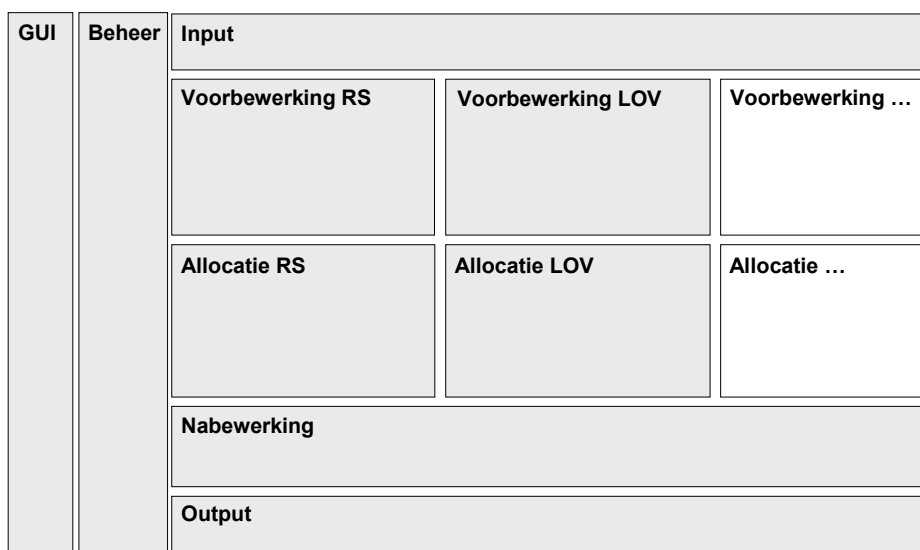 GUI
Beheer
Input
Voorbewerking RS
Voorbewerking LOV
Voorbewerking …
Allocatie RS
Allocatie LOV
Allocatie …
Nabewerking
Output